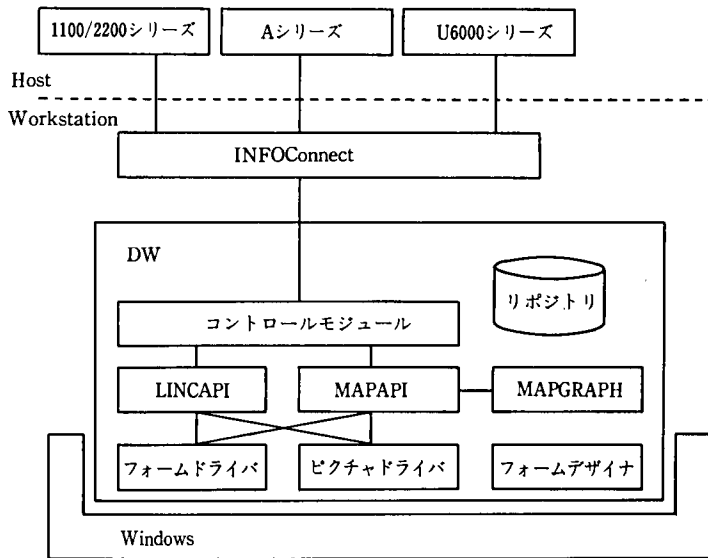 1100/2200シリーズ
Aシリーズ
U6000シリーズ
Host
Workstation
INFOConnect
DW
リポジトリ
コントロールモジュール
LINCAPI
MAPAPI
MAPGRAPH
フォームドライバ
ピクチャドライバ
フォームデザイナ
Windows